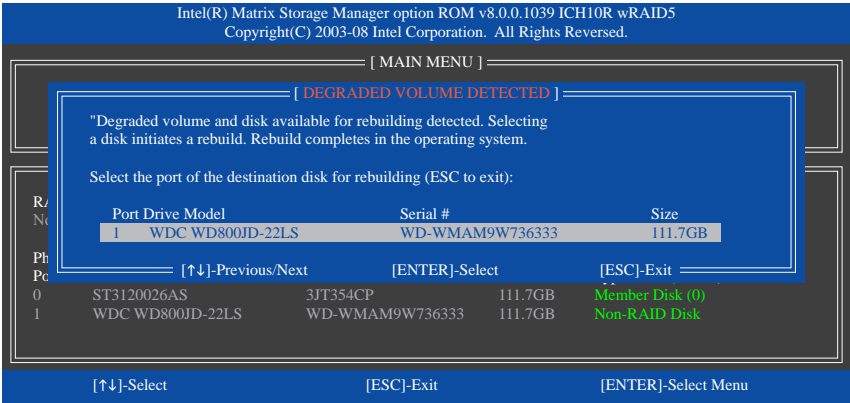 Intel(R) Matrix Storage Manager option ROM v8.0.0.1039 ICH10R wRAID5
Copyright(C) 2003-08 Intel Corporation. All Rights Reversed.
[ MAIN MENU ]
[ DEGRADED VOLUME DETECTED ]
"Degraded volume and disk available for rebuilding detected. Selecting
a disk initiates a rebuild. Rebuild completes in the operating system.
Select the port of the destination disk for rebuilding (ESC to exit):
Port Drive Model Serial # Size
1 WDC WD800JD-22LS WD-WMAM9W736333 111.7GB
[↑↓]-Previous/Next [ENTER]-Select [ESC]-Exit
0 ST3120026AS 3JT354CP 111.7GB Member Disk (0)
1 WDC WD800JD-22LS WD-WMAM9W736333 111.7GB Non-RAID Disk
[↑↓]-Select [ESC]-Exit [ENTER]-Select Menu